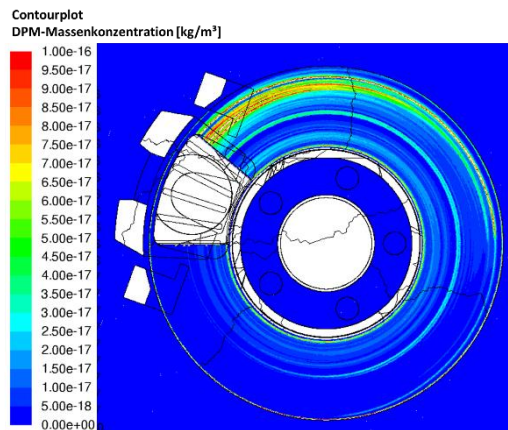 Contourplot
DPM-Massenkonzentration [kg/m³]
1.00e-16
9.50e-17
9.00e-17
8.50e-17
8.00e-17
7.50e-17
7.00e-17
6.50e-17
6.00e-17
5.50e-17
5.00e-17
4.50e-17
4.00e-17
3.50e-17
3.00e-17
2.50e-17
2.00e-17
1.50e-17
1.00e-17
5.00e-18
0.00e+00